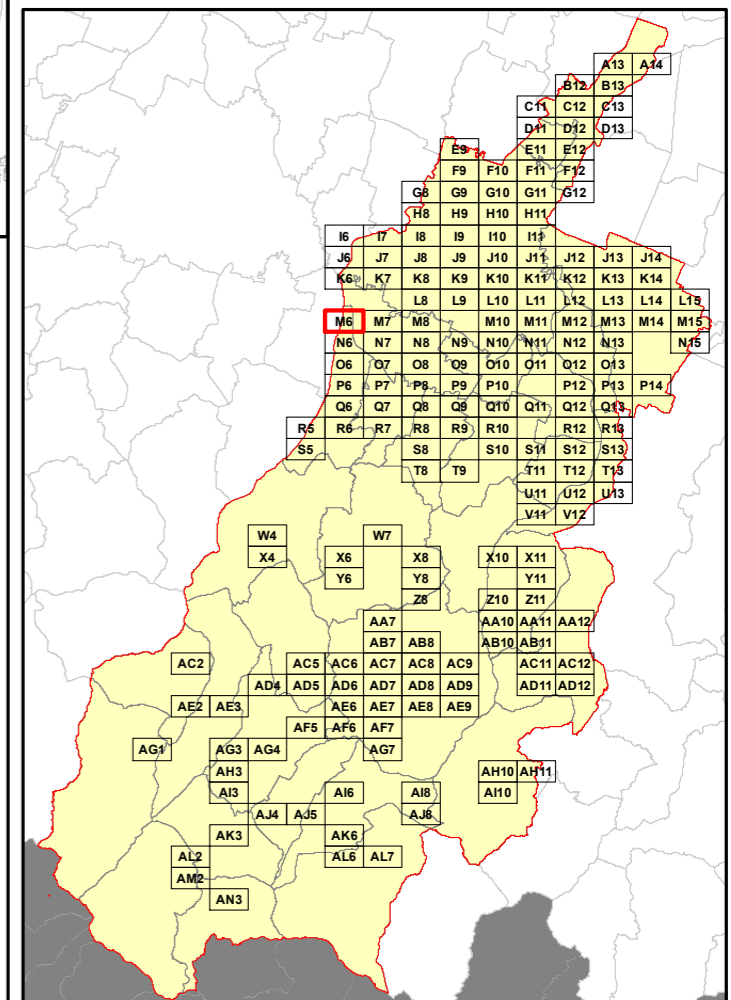 A13 A14
B12 B13
C11 C12 C13
D11 D12 D13
E9 E11 E12
F9 F10 F11 F12
G8 G9 G10 G11 G12
H8 H9 H10 H11
I6 I7 I8 I9 I10 I11
J6 J7 J8 J9 J10 J11 J12 J13 J14
K6 K7 K8 K9 K10 K11 K12 K13 K14
L8 L9 L10 L11 L12 L13 L14 L15
M6 M7 M8 M10 M11 M12 M13 M14 M15
N6 N7 N8 N9 N10 N11 N12 N13 N15
O6 O7 O8 O9 O10 O11 O12 O13
P6 P7 P8 P9 P10 P12 P13 P14
Q6 Q7 Q8 Q9 Q10 Q11 Q12 Q13
R5 R6 R7 R8 R9 R10 R12 R13
S5 S8 S10 S11 S12 S13
T8 T9 T11 T12 T13
U11 U12 U13
V11 V12
W4 W7
X4 X6 X8 X10 X11
Y6 Y8 Y11
Z8 Z10 Z11
AA7 AA10 AA11 AA12
AB7 AB8 AB10 AB11
AC2 AC5 AC6 AC7 AC8 AC9 AC11 AC12
AD4 AD5 AD6 AD7 AD8 AD9 AD11 AD12
AE2 AE3 AE6 AE7 AE8 AE9
AF5 AF6 AF7
AG1 AG3 AG4 AG7
AH3 AH10 AH11
AI3 AI6 AI8 AI10
AJ4 AJ5 AJ8
AK3 AK6
AL2 AL6 AL7
AM2
AN3